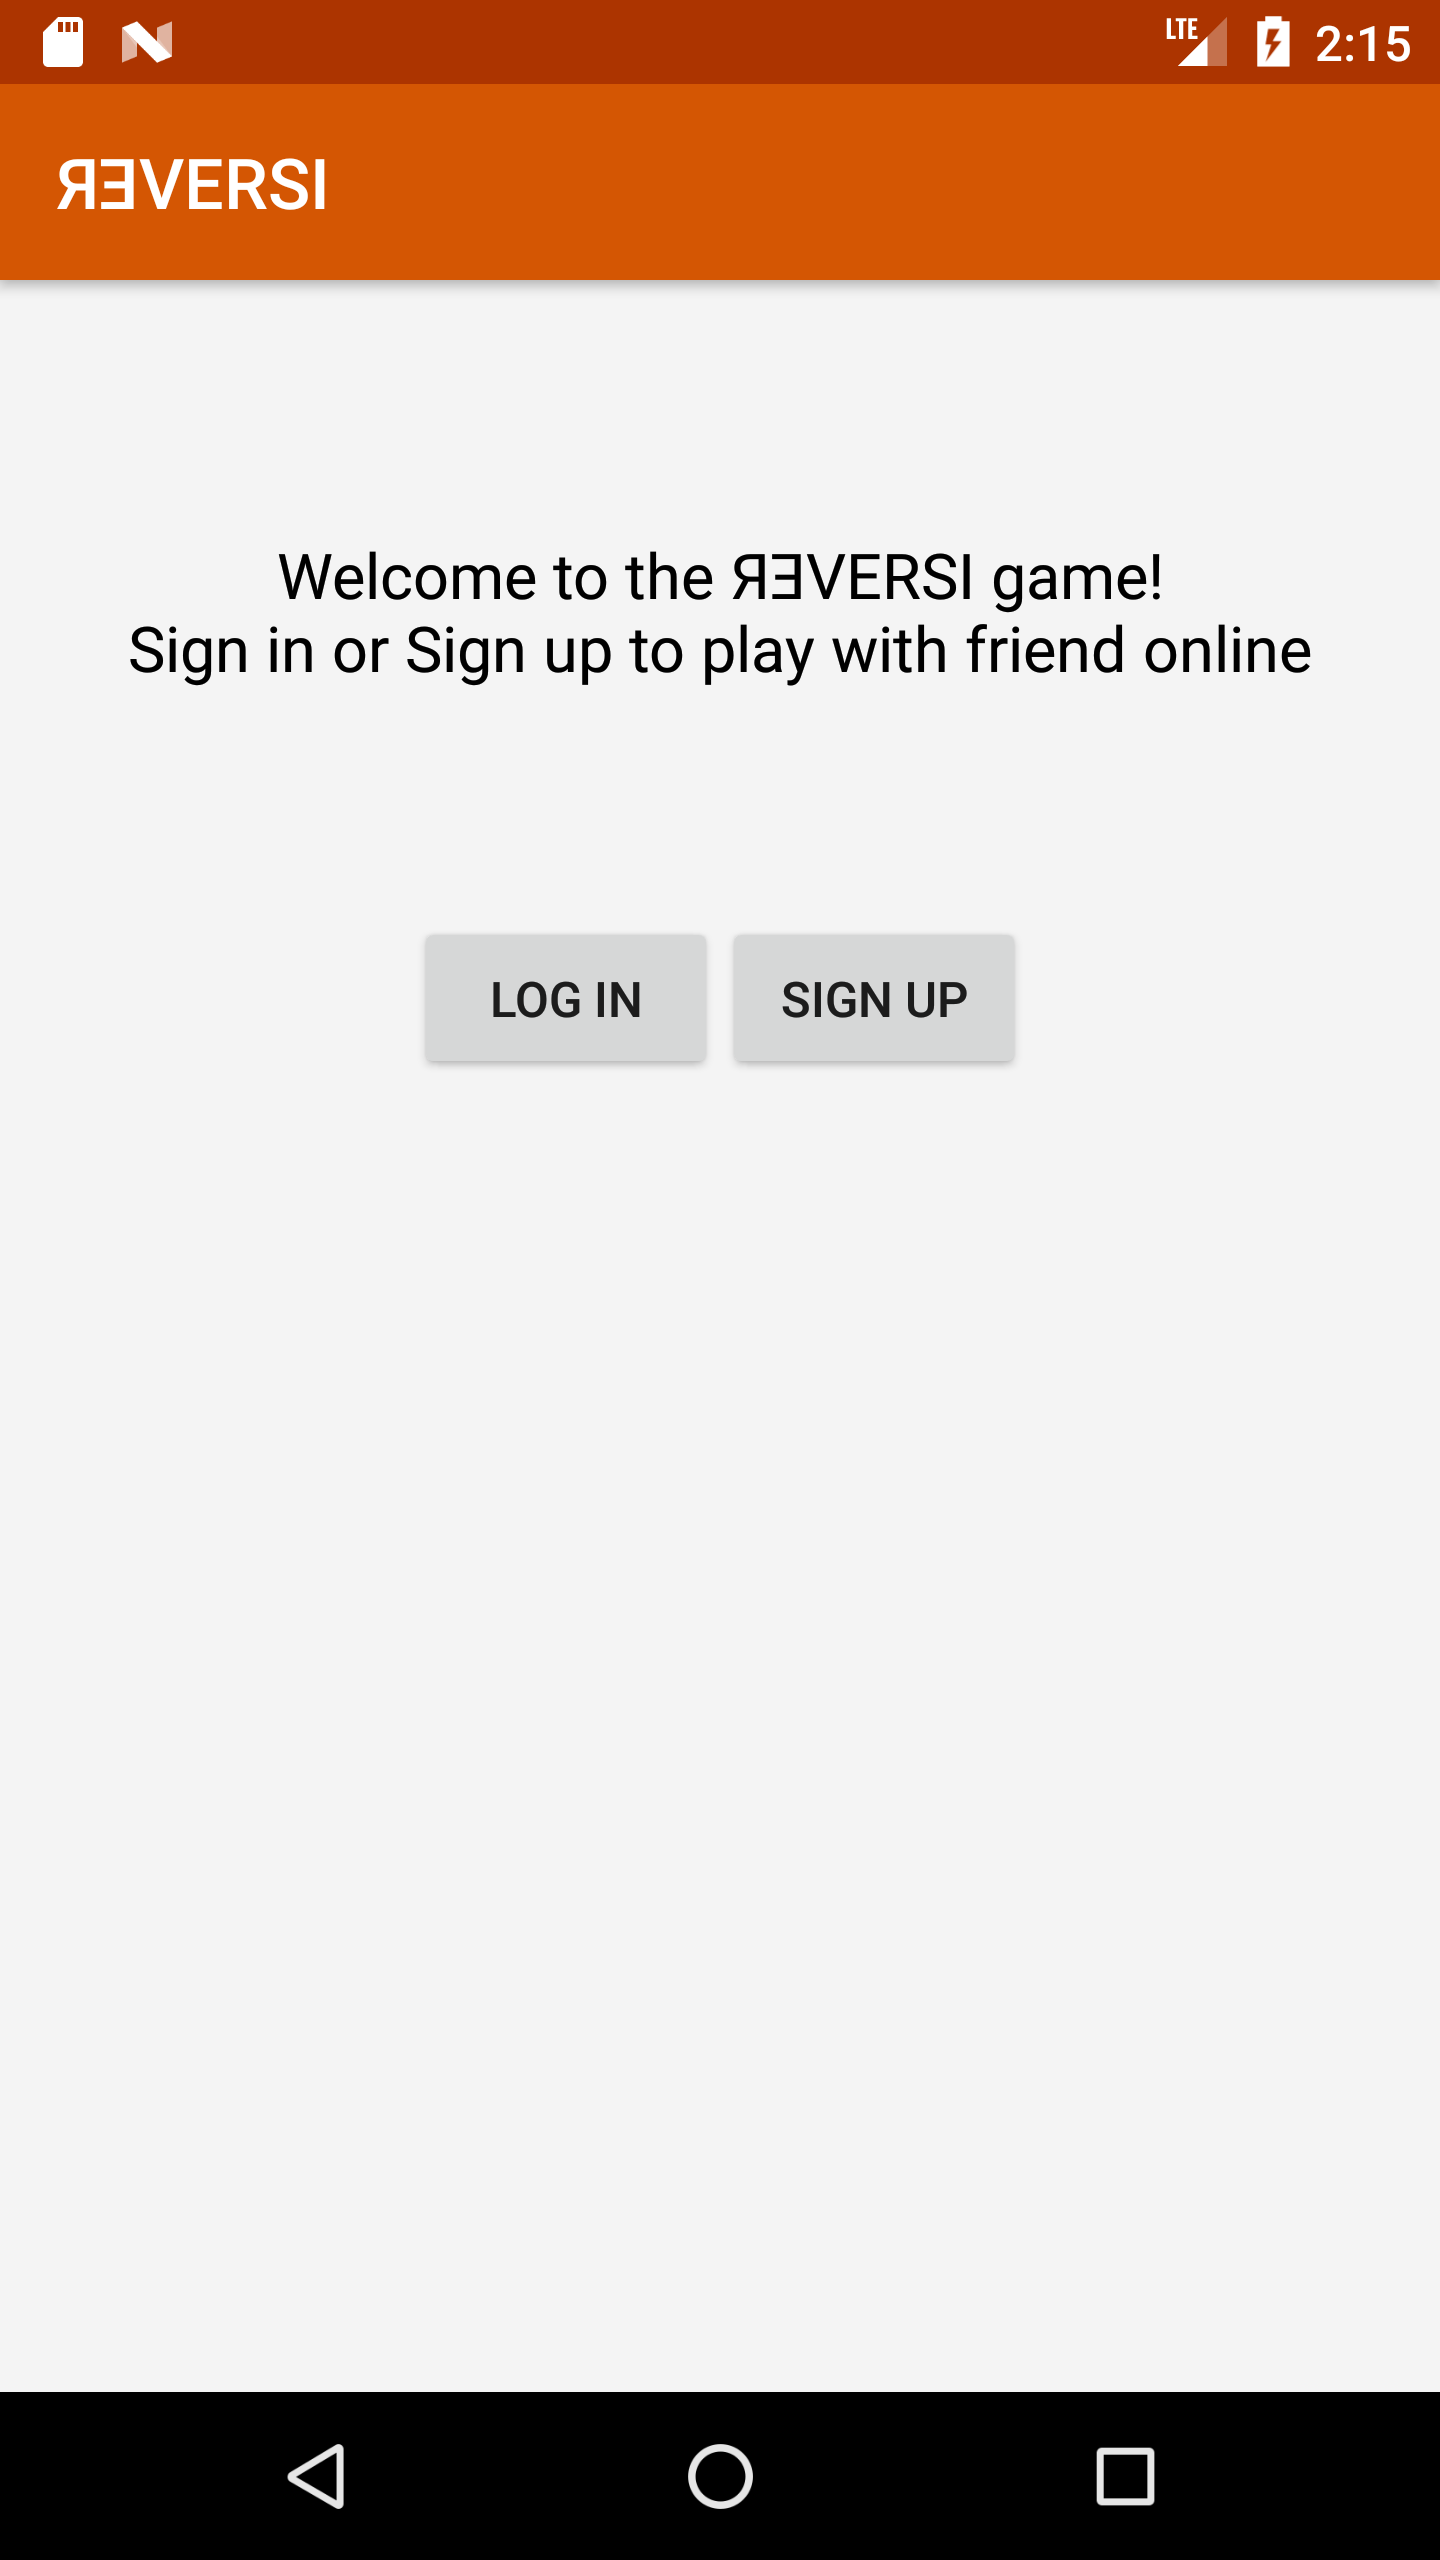 LTE 2:15
ЯƎVERSI
Welcome to the ЯƎVERSI game!
Sign in or Sign up to play with friend online
LOG IN SIGN UP